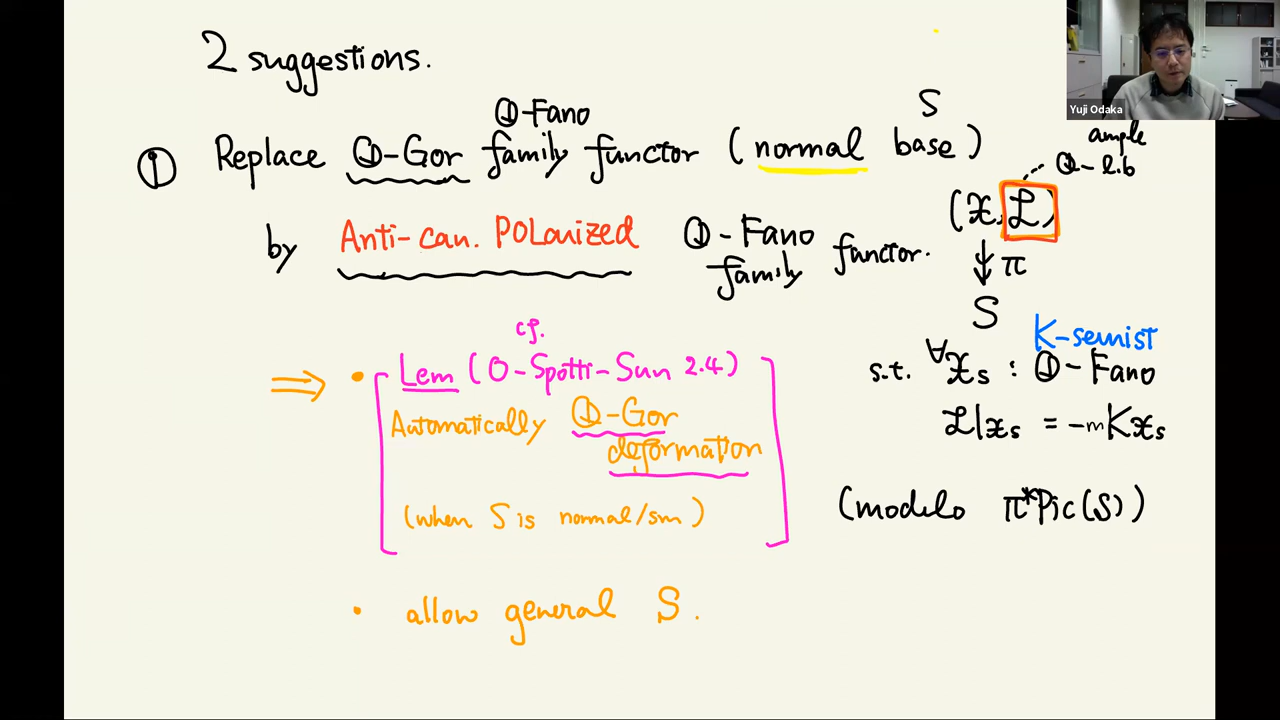 2 suggestions.
Q-Fano
① Replace Q-Gor family functor (normal base)
S
by Anti-can. POLarized Q-Fano family functor.
ample
Q-l.b
(𝒳, ℒ)
↓ π
S
K-semist
s.t. ∀𝒳s : Q-Fano
ℒ|𝒳s = -mK𝒳s
(modulo π*Pic(S))
cf.
⇒ • Lem (O-Spotti-Sun 2.4)
Automatically Q-Gor
deformation
(when S is normal/sm)
• allow general S.
Yuji Odaka